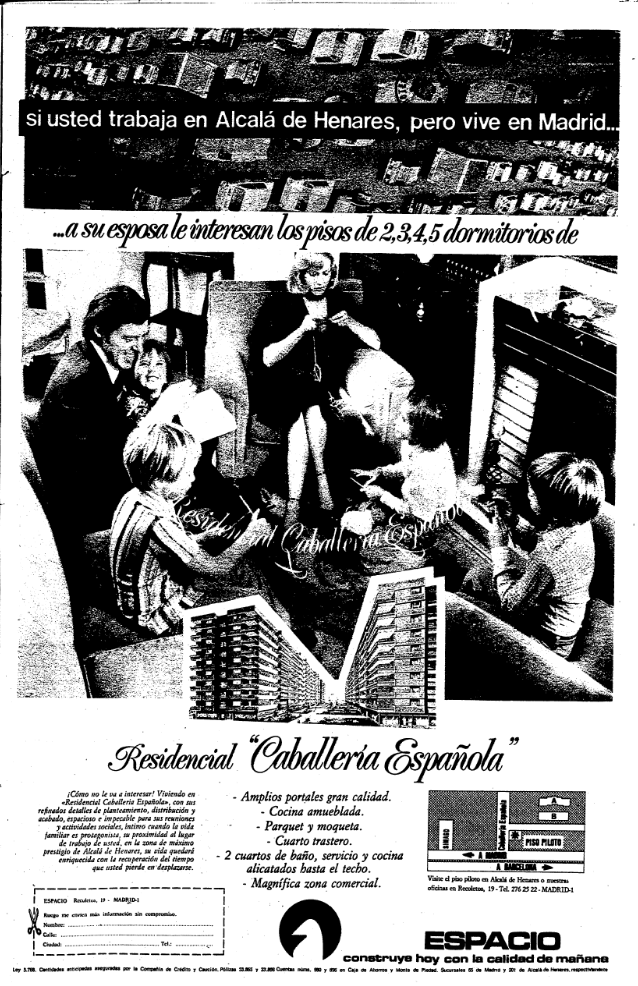 si usted trabaja en Alcalá de Henares, pero vive en Madrid...
...a su esposa le interesan los pisos de 2,3,4,5 dormitorios de
Residencial Caballería Española
Residencial "Caballería Española"
¡Cómo no le va a interesar! Viviendo en
«Residencial Caballería Española», con sus
refinados detalles de planteamiento, distribución y
acabado, espacioso e impecable para sus reuniones
y actividades sociales, íntimo cuando la vida
familiar es protagonista, su proximidad al lugar
de trabajo de usted, en la zona de máximo
prestigio de Alcalá de Henares, su vida quedará
enriquecida con la recuperación del tiempo
que usted pierde en desplazarse.
- Amplios portales gran calidad.
- Cocina amueblada.
- Parquet y moqueta.
- Cuarto trastero.
- 2 cuartos de baño, servicio y cocina
alicatados hasta el techo.
- Magnífica zona comercial.
Caballería Española
A
B
PISO PILOTO
A MADRID
A BARCELONA
Visite el piso piloto en Alcalá de Henares o nuestras
oficinas en Recoletos, 19 - Tel. 276 25 22 - MADRID-1
ESPACIO Recoletos, 19 - MADRID-1
Ruego me envíen más información sin compromiso.
Nombre:
Calle:
Ciudad: Tel.:
ESPACIO
construye hoy con la calidad de mañana
Ley 5.768. Cantidades anticipadas aseguradas por la Compañía de Crédito y Caución. Pólizas y Cuentas núms. y en Caja de Ahorros y Monte de Piedad. Sucursales de Madrid y 201 de Alcalá de Henares, respectivamente